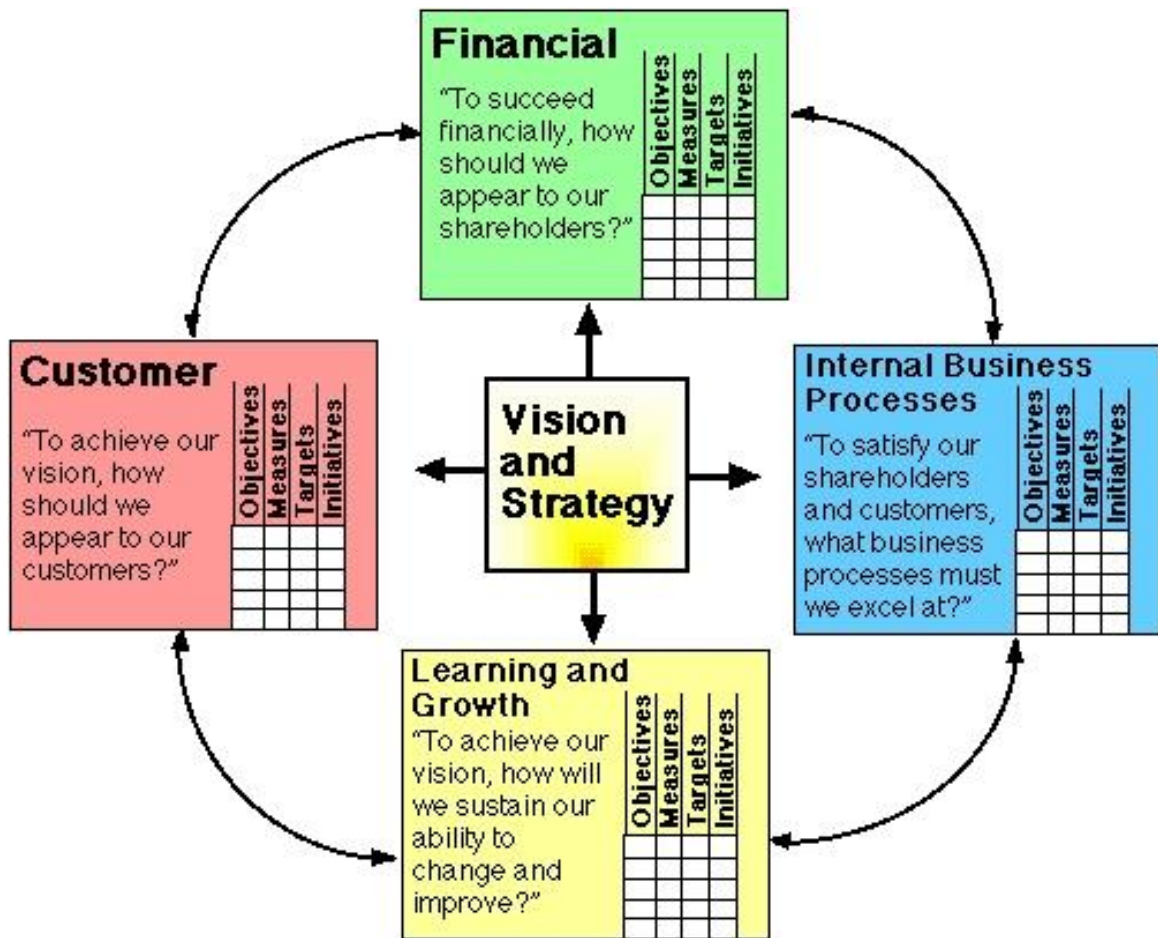 Financial
“To succeed
financially, how
should we
appear to our
shareholders?”
Objectives
Measures
Targets
Initiatives
Customer
“To achieve our
vision, how
should we
appear to our
customers?”
Objectives
Measures
Targets
Initiatives
Vision
and
Strategy
Internal Business
Processes
“To satisfy our
shareholders
and customers,
what business
processes must
we excel at?”
Objectives
Measures
Targets
Initiatives
Learning and
Growth
“To achieve our
vision, how will
we sustain our
ability to
change and
improve?”
Objectives
Measures
Targets
Initiatives